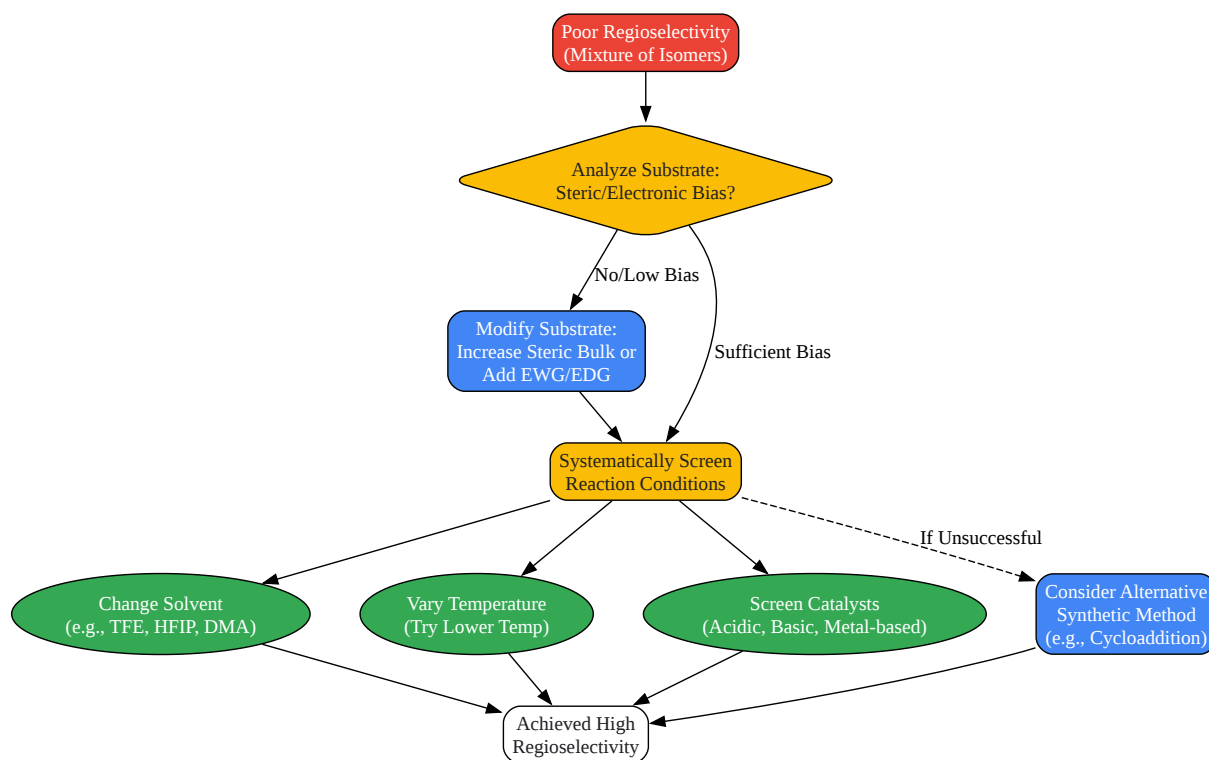 Poor Regioselectivity
(Mixture of Isomers)
Analyze Substrate:
Steric/Electronic Bias?
No/Low Bias
Modify Substrate:
Increase Steric Bulk or
Add EWG/EDG
Sufficient Bias
Systematically Screen
Reaction Conditions
If Unsuccessful
Change Solvent
(e.g., TFE, HFIP, DMA)
Vary Temperature
(Try Lower Temp)
Screen Catalysts
(Acidic, Basic, Metal-based)
Consider Alternative
Synthetic Method
(e.g., Cycloaddition)
Achieved High
Regioselectivity